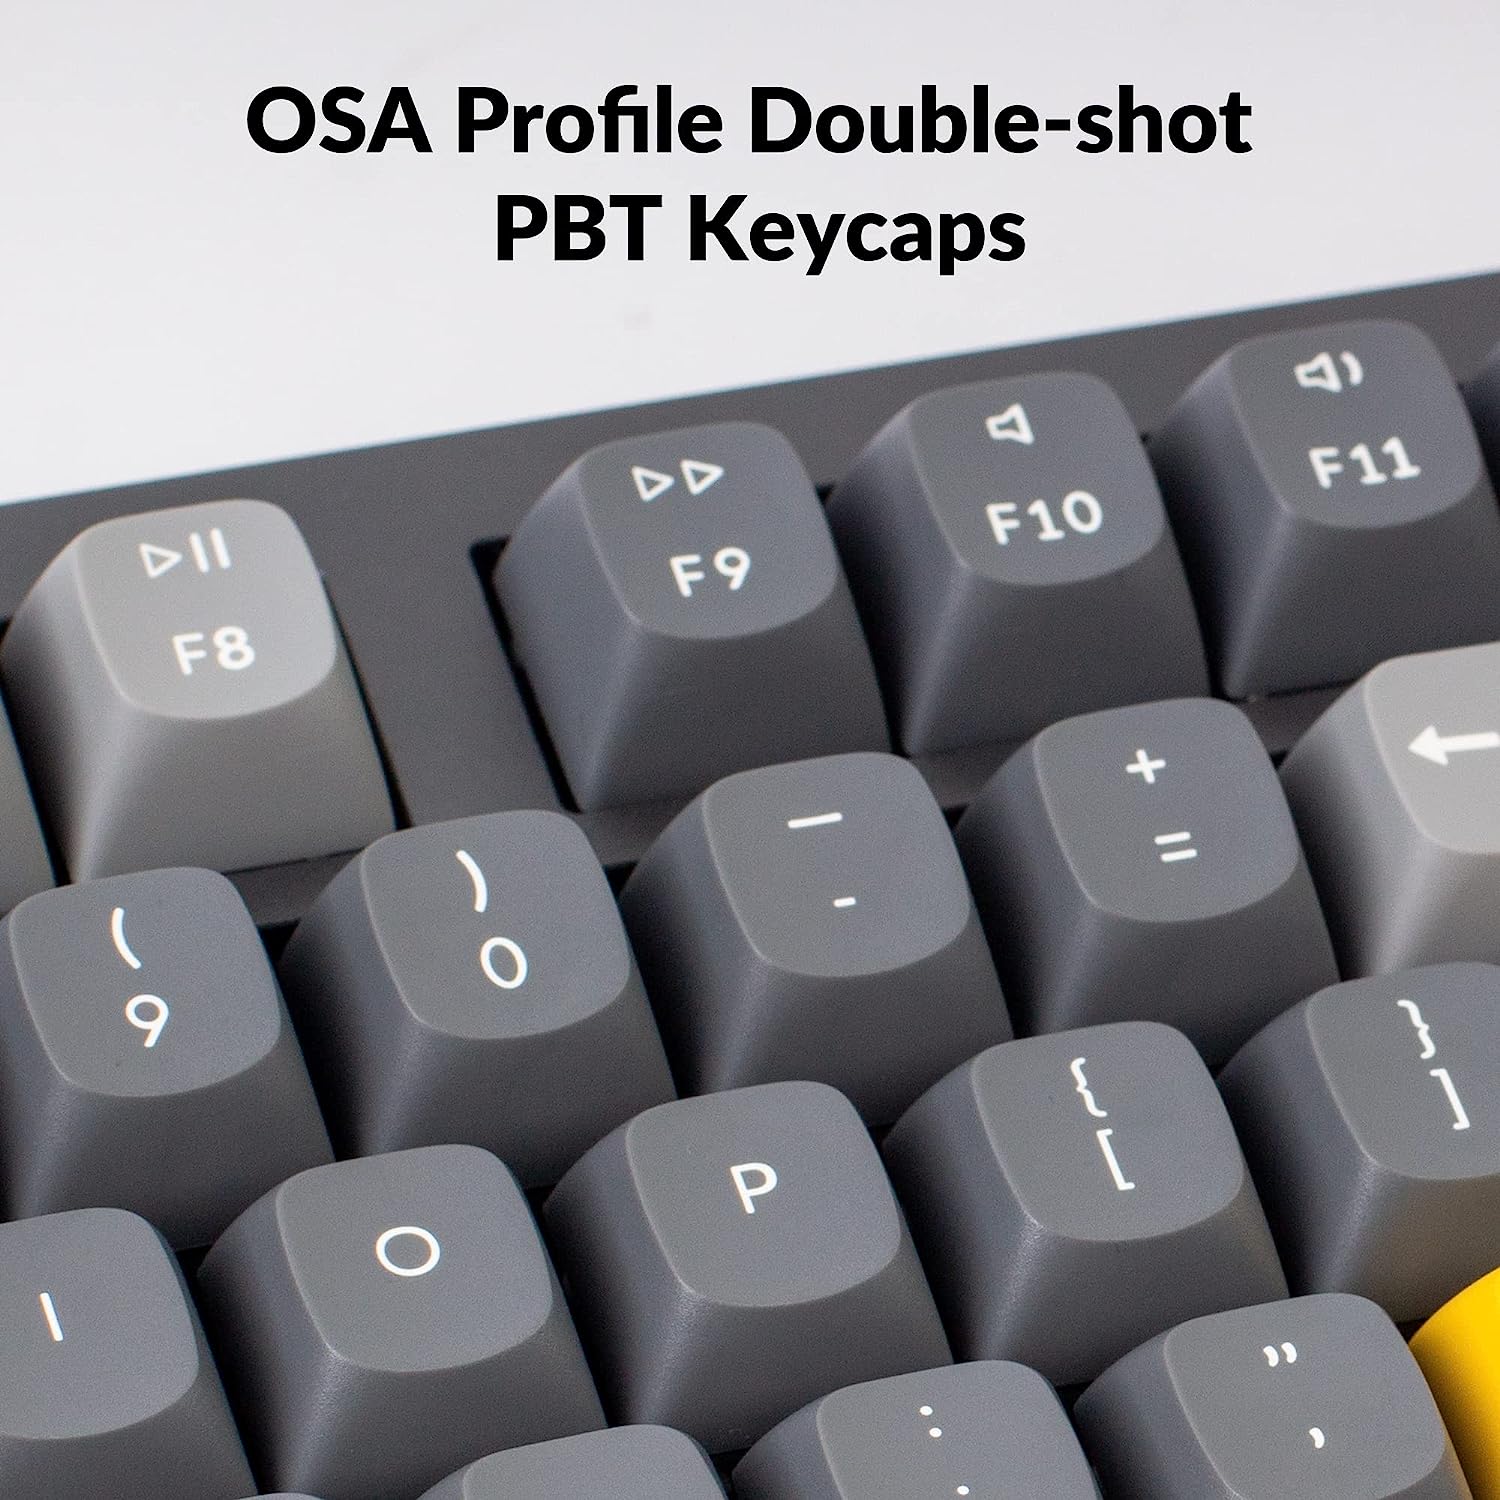 OSA Profile Double-shot
PBT Keycaps
F8
F9
F10
F11
(
9
)
0
—
-
+
=
←
I
O
P
{
[
}
]
:
"
'